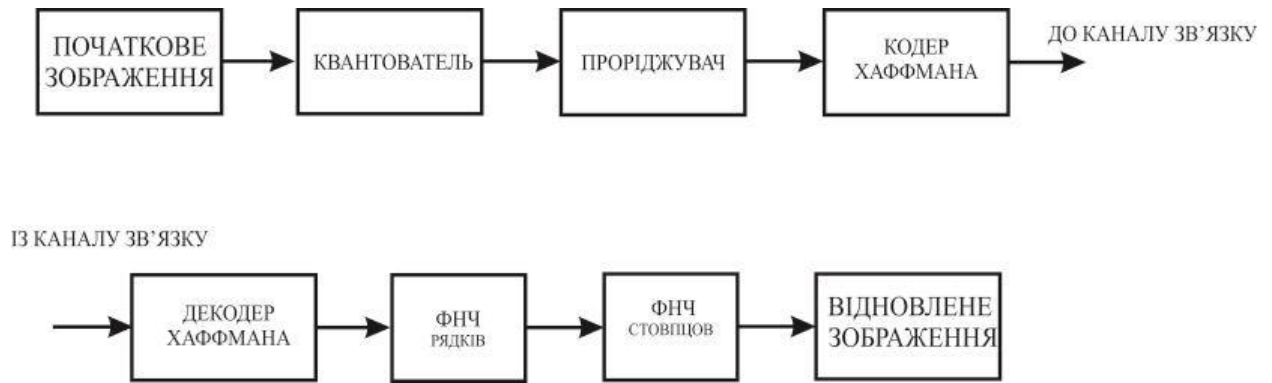 ПОЧАТКОВЕ
ЗОБРАЖЕННЯ
КВАНТОВАТЕЛЬ
ПРОРІДЖУВАЧ
КОДЕР
ХАФФМАНА
ДО КАНАЛУ ЗВ’ЯЗКУ
ІЗ КАНАЛУ ЗВ’ЯЗКУ
ДЕКОДЕР
ХАФФМАНА
ФНЧ
РЯДКІВ
ФНЧ
СТОВПЦОВ
ВІДНОВЛЕНЕ
ЗОБРАЖЕННЯ